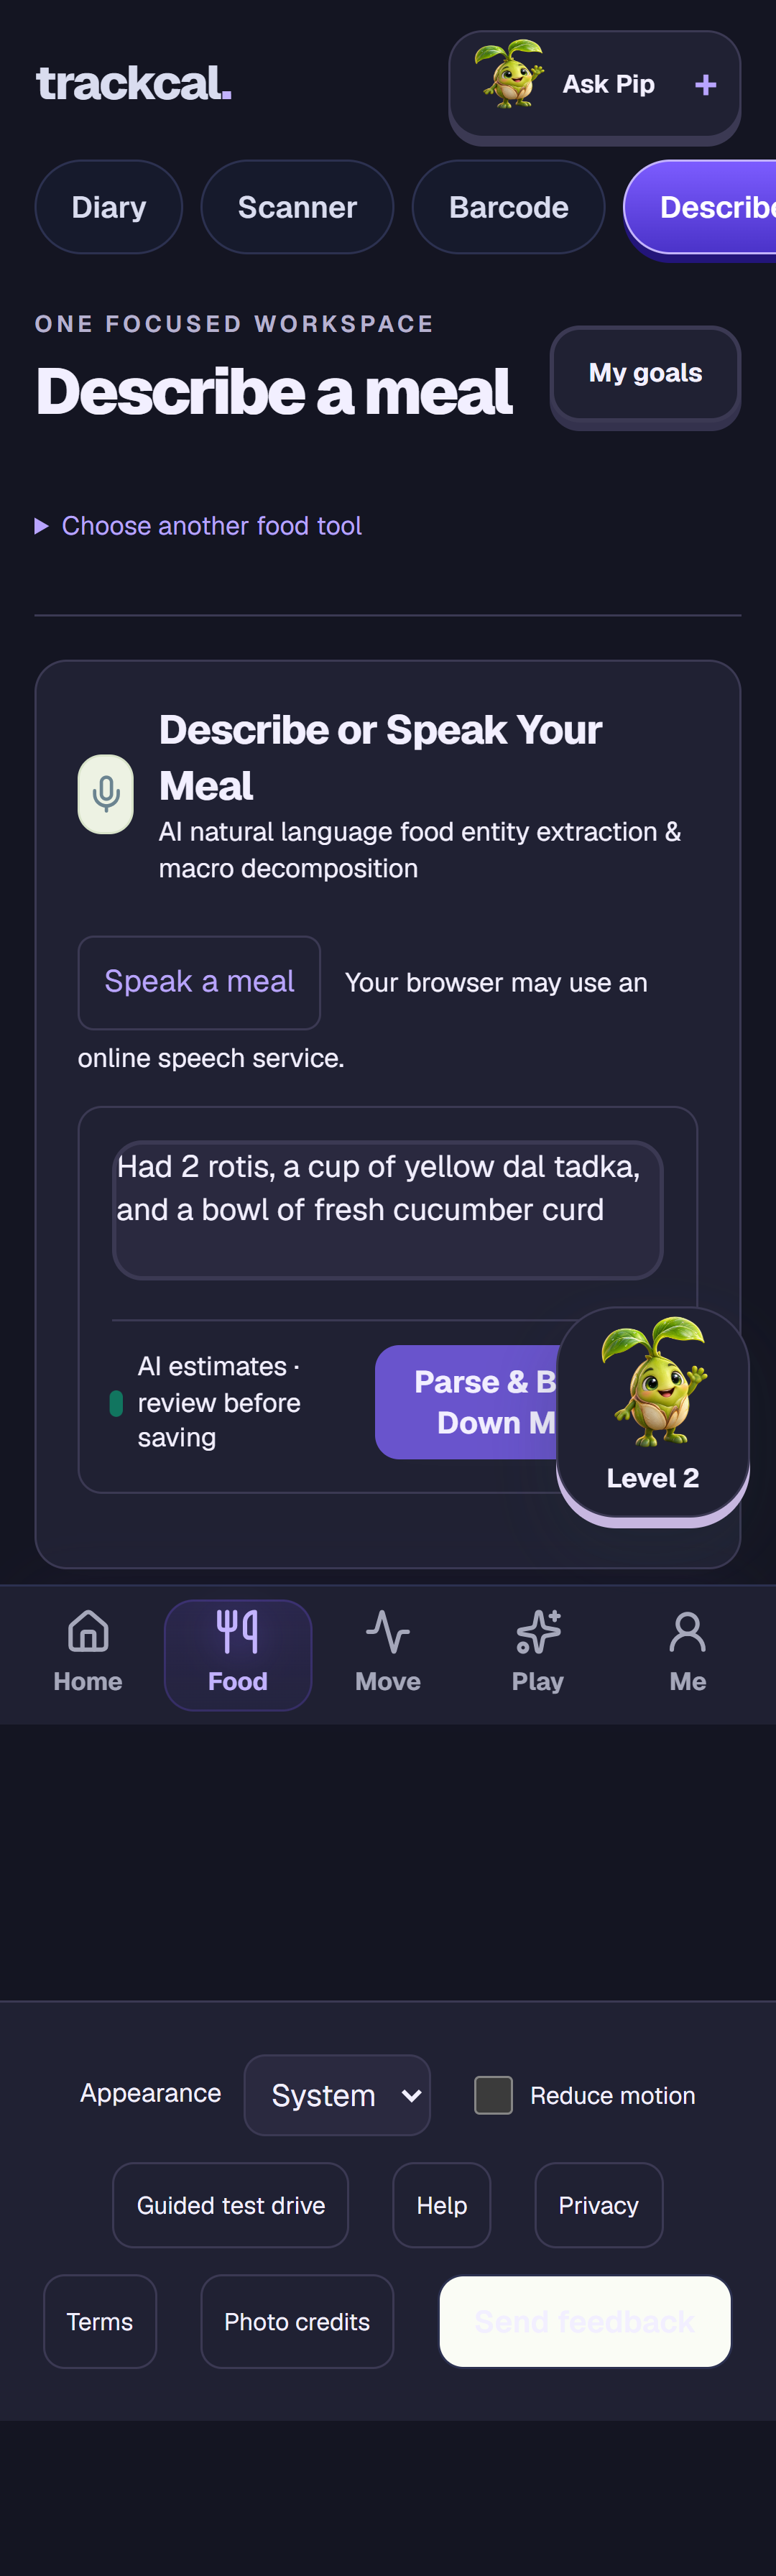 trackcal.
Ask Pip +
Diary
Scanner
Barcode
Describe
ONE FOCUSED WORKSPACE
Describe a meal
My goals
Choose another food tool
Describe or Speak Your
Meal
AI natural language food entity extraction &
macro decomposition
Speak a meal
Your browser may use an
online speech service.
Had 2 rotis, a cup of yellow dal tadka,
and a bowl of fresh cucumber curd
AI estimates ·
review before
saving
Parse & B
Down M
Level 2
Home
Food
Move
Play
Me
Appearance
System
Reduce motion
Guided test drive
Help
Privacy
Terms
Photo credits
Send feedback